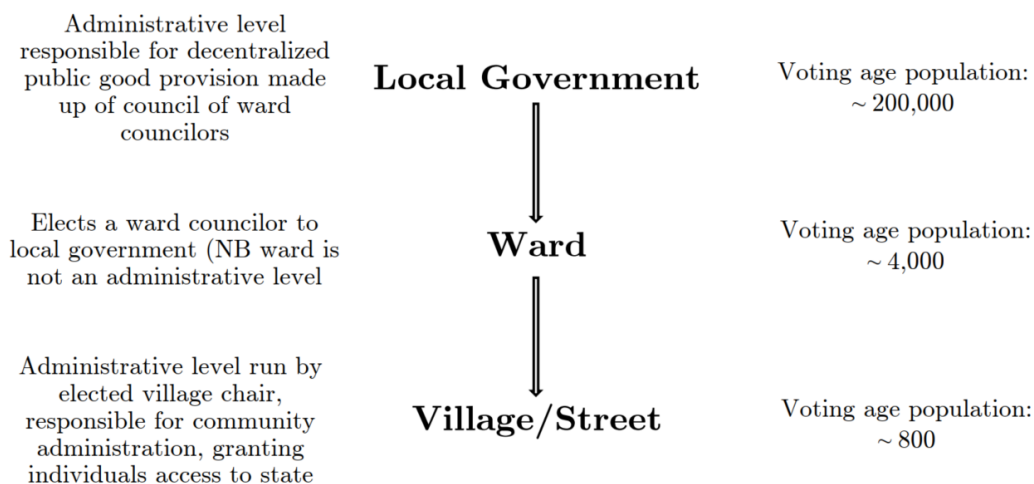 Administrative level
responsible for decentralized
public good provision made
up of council of ward
councilors
Local Government
Voting age population:
~ 200,000
Elects a ward councilor to
local government (NB ward is
not an administrative level
Ward
Voting age population:
~ 4,000
Administrative level run by
elected village chair,
responsible for community
administration, granting
individuals access to state
Village/Street
Voting age population:
~ 800